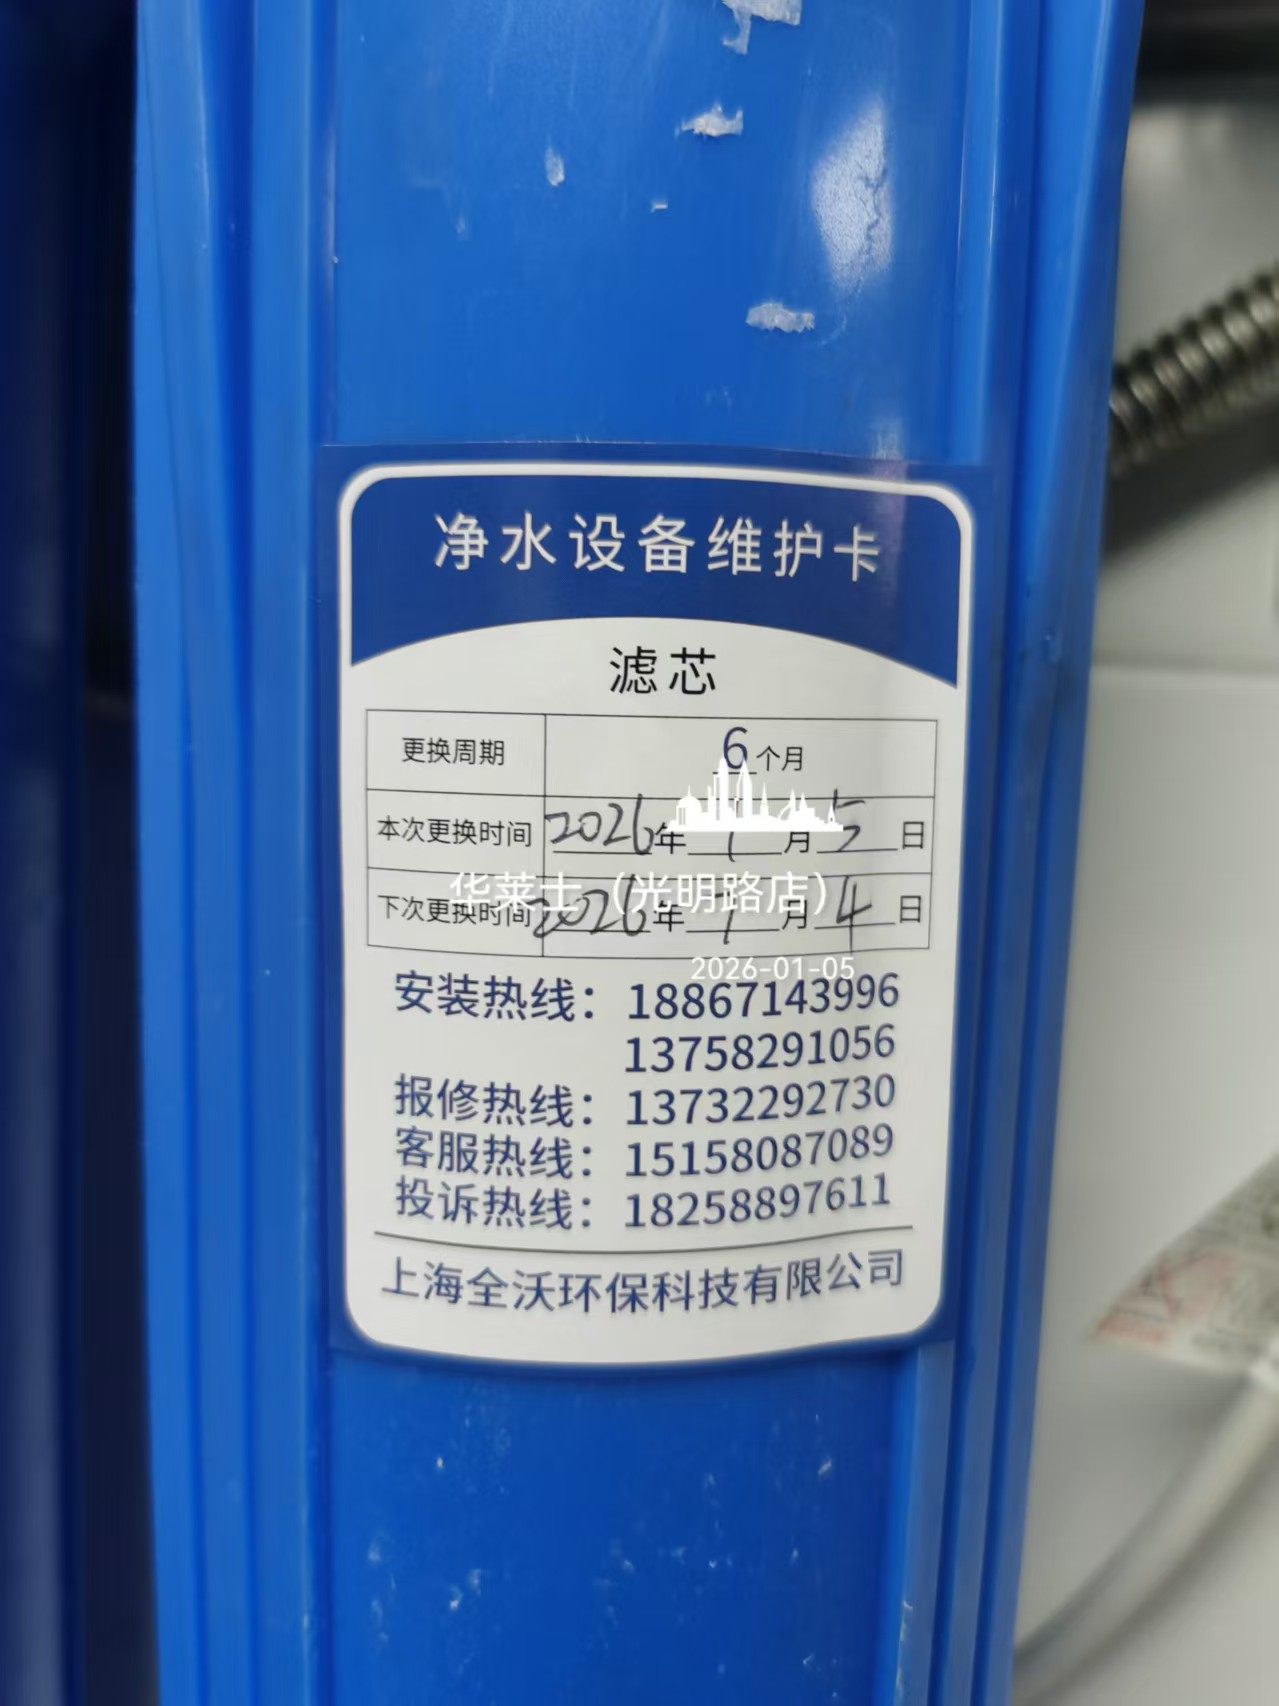 净水设备维护卡
滤芯
更换周期 6个月
本次更换时间 2026年1月5日
下次更换时间 2026年7月4日
华莱士（光明路店）
2026-01-05
安装热线：18867143996
13758291056
报修热线：13732292730
客服热线：15158087089
投诉热线：18258897611
上海全沃环保科技有限公司